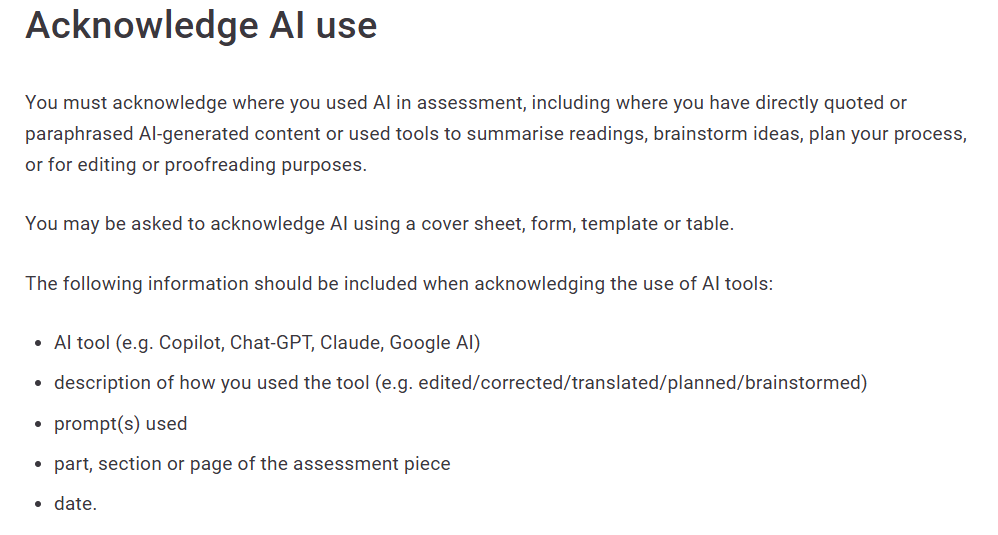 Acknowledge AI use
You must acknowledge where you used AI in assessment, including where you have directly quoted or
paraphrased AI-generated content or used tools to summarise readings, brainstorm ideas, plan your process,
or for editing or proofreading purposes.
You may be asked to acknowledge AI using a cover sheet, form, template or table.
The following information should be included when acknowledging the use of AI tools:
• AI tool (e.g. Copilot, Chat-GPT, Claude, Google AI)
• description of how you used the tool (e.g. edited/corrected/translated/planned/brainstormed)
• prompt(s) used
• part, section or page of the assessment piece
• date.